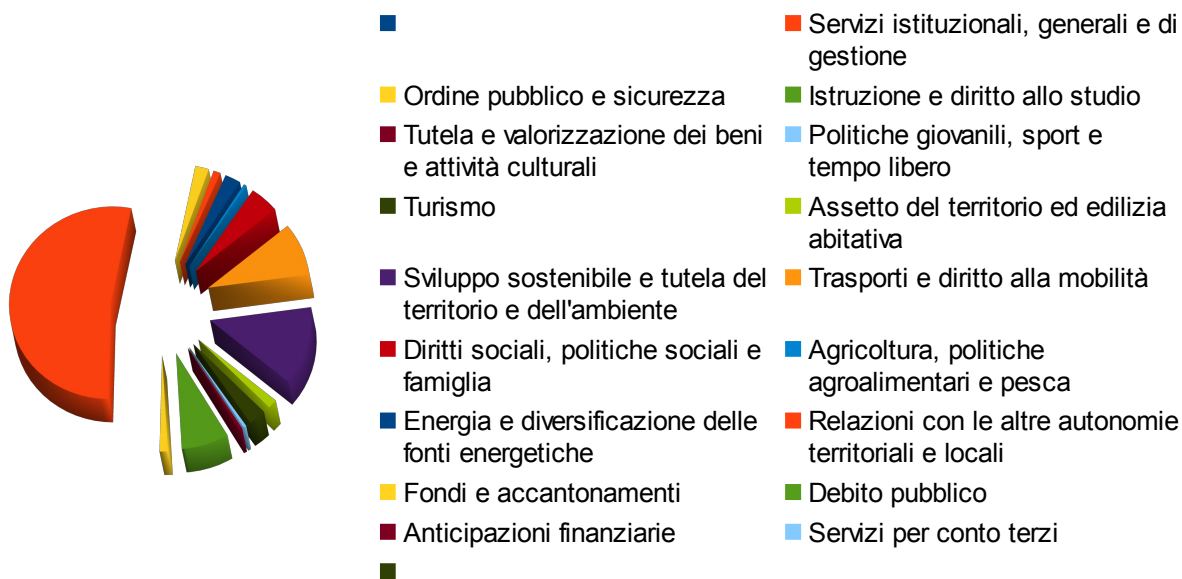 Servizi istituzionali, generali e di
gestione
Ordine pubblico e sicurezza
Istruzione e diritto allo studio
Tutela e valorizzazione dei beni
e attività culturali
Politiche giovanili, sport e
tempo libero
Turismo
Assetto del territorio ed edilizia
abitativa
Sviluppo sostenibile e tutela del
territorio e dell'ambiente
Trasporti e diritto alla mobilità
Diritti sociali, politiche sociali e
famiglia
Agricoltura, politiche
agroalimentari e pesca
Energia e diversificazione delle
fonti energetiche
Relazioni con le altre autonomie
territoriali e locali
Fondi e accantonamenti
Debito pubblico
Anticipazioni finanziarie
Servizi per conto terzi